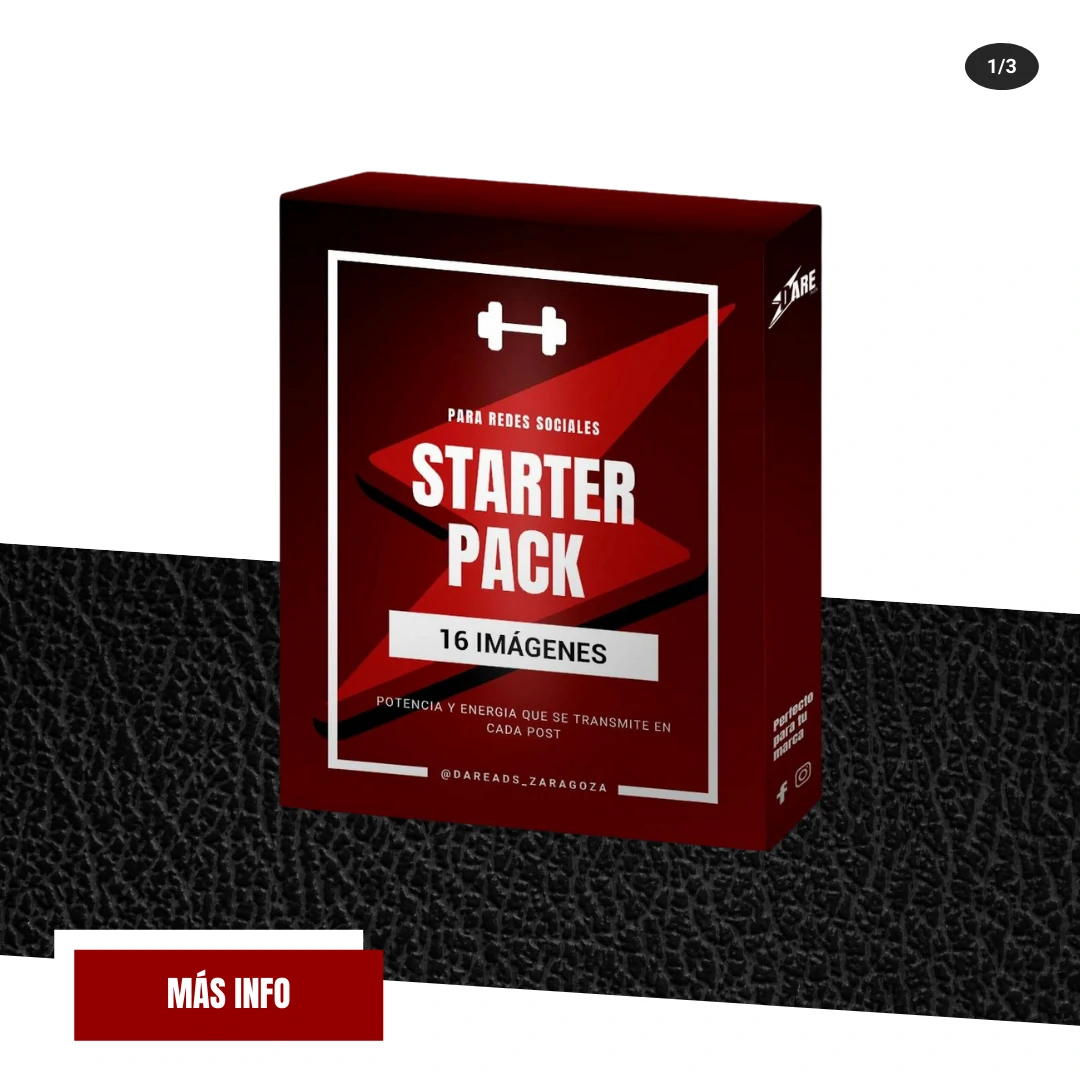 1/3
DARE
PARA REDES SOCIALES
STARTER
PACK
16 IMÁGENES
POTENCIA Y ENERGIA QUE SE TRANSMITE EN
CADA POST
@DAREADS_ZARAGOZA
Perfecto
para tu
marca
MÁS INFO